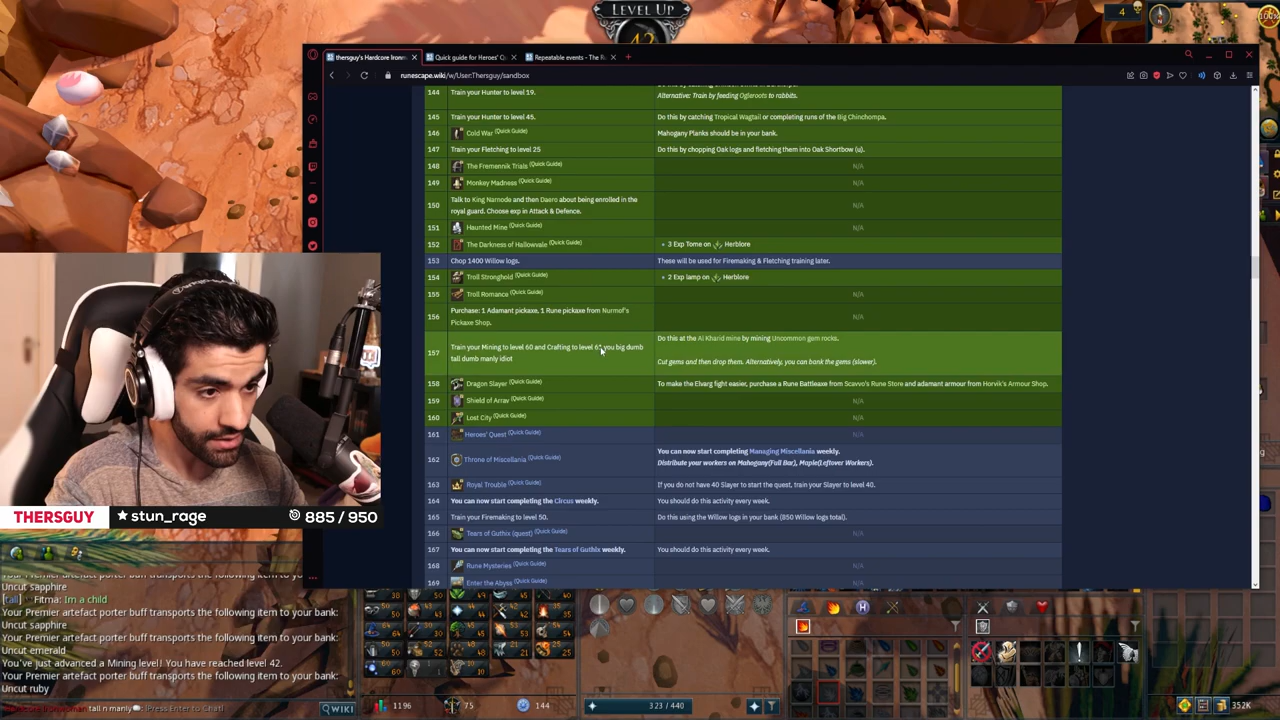 LEVEL UP
42
4
100%
thersguy's Hardcore Ironm
Quick guide for Heroes' Q
Repeatable events - The R
runescape.wiki/w/User:Thersguy/sandbox
144 Train your Hunter to level 19.
Alternative: Train by feeding Ogleroots to rabbits.
145 Train your Hunter to level 45. Do this by catching Tropical Wagtail or completing runs of the Big Chinchompa.
146 Cold War (Quick Guide) Mahogany Planks should be in your bank.
147 Train your Fletching to level 25 Do this by chopping Oak logs and fletching them into Oak Shortbow (u).
148 The Fremennik Trials (Quick Guide) N/A
149 Monkey Madness (Quick Guide) N/A
150 Talk to King Narnode and then Daero about being enrolled in the
royal guard. Choose exp in Attack & Defence. N/A
151 Haunted Mine (Quick Guide) N/A
152 The Darkness of Hallowvale (Quick Guide) + 3 Exp Tome on Herblore
153 Chop 1400 Willow logs. These will be used for Firemaking & Fletching training later.
154 Troll Stronghold (Quick Guide) + 2 Exp lamp on Herblore
155 Troll Romance (Quick Guide) N/A
156 Purchase: 1 Adamant pickaxe, 1 Rune pickaxe from Nurmof's
Pickaxe Shop. N/A
157 Train your Mining to level 60 and Crafting to level 6 you big dumb
tall dumb manly idiot
Do this at the Al Kharid mine by mining Uncommon gem rocks.
Cut gems and then drop them. Alternatively, you can bank the gems (slower).
158 Dragon Slayer (Quick Guide) To make the Elvarg fight easier, purchase a Rune Battleaxe from Scavvo's Rune Store and adamant armour from Horvik's Armour Shop.
159 Shield of Arrav (Quick Guide) N/A
160 Lost City (Quick Guide) N/A
161 Heroes' Quest (Quick Guide) N/A
162 Throne of Miscellania (Quick Guide) You can now start completing Managing Miscellania weekly.
Distribute your workers on Mahogany(Full Bar), Maple(Leftover Workers).
163 Royal Trouble (Quick Guide) If you do not have 40 Slayer to start the quest, train your Slayer to level 40.
164 You can now start completing the Circus weekly. You should do this activity every week.
165 Train your Firemaking to level 50. Do this using the Willow logs in your bank (850 Willow logs total).
166 Tears of Guthix (quest) (Quick Guide) N/A
167 You can now start completing the Tears of Guthix weekly. You should do this activity every week.
168 Rune Mysteries (Quick Guide)
169 Enter the Abyss (Quick Guide)
THERSGUY
stun_rage
885 / 950
Uncut sapphire
Fitma: Im a child
Your Premier artefact porter buff transports the following item to your bank:
Uncut sapphire
Your Premier artefact porter buff transports the following item to your bank:
Uncut emerald
You've just advanced a Mining level! You have reached level 42.
Your Premier artefact porter buff transports the following item to your bank:
Uncut ruby
tall n manly: [Press Enter to Chat]
WIKI
1196
75
144
323 / 440
352K